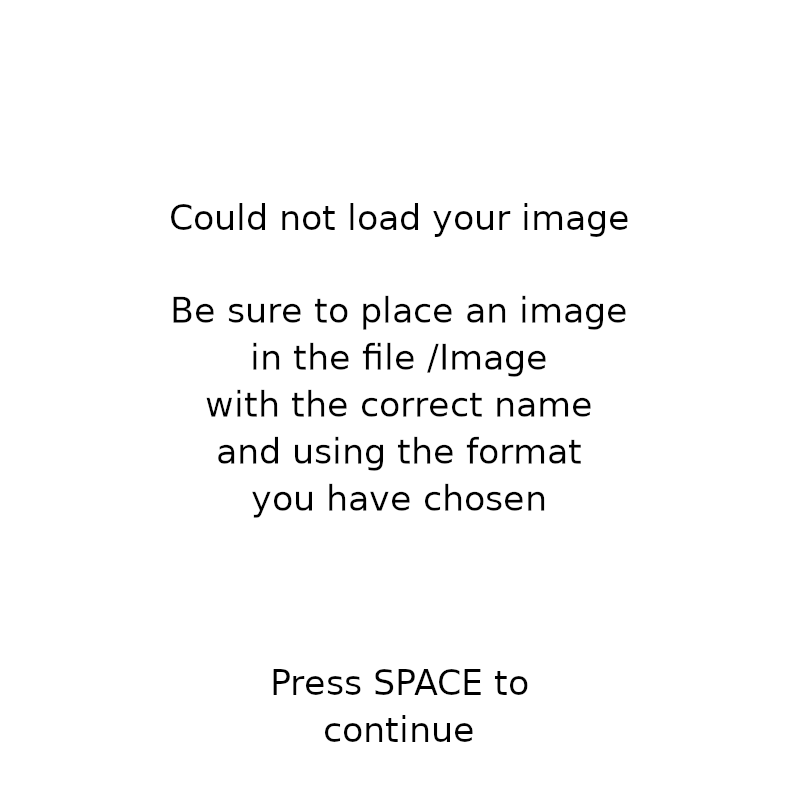 Could not load your image
Be sure to place an image
in the file /Image
with the correct name
and using the format
you have chosen
Press SPACE to
continue